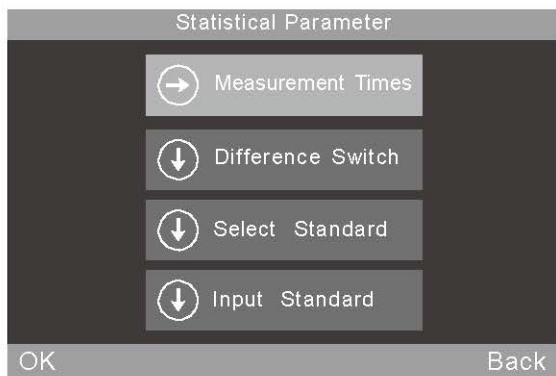 Statistical Parameter
Measurement Times
Difference Switch
Select Standard
Input Standard
OK Back